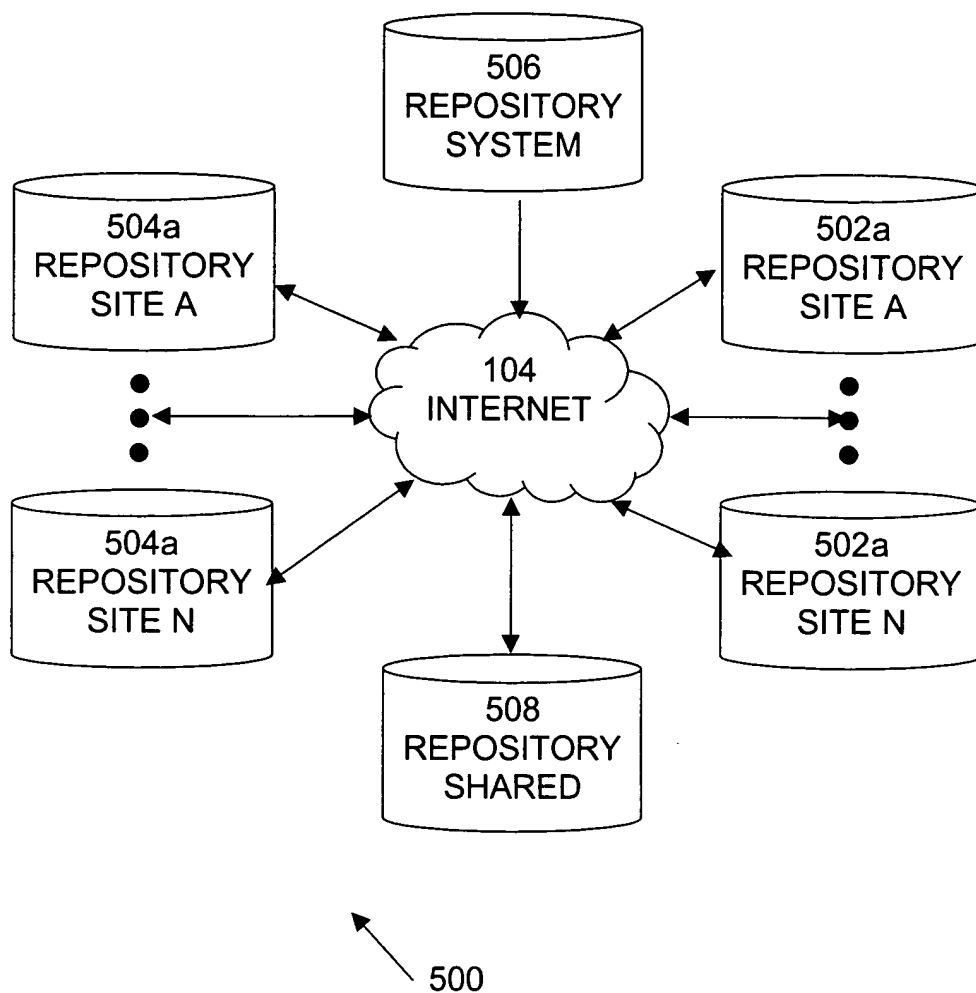 506
REPOSITORY
SYSTEM
504a
REPOSITORY
SITE A
502a
REPOSITORY
SITE A
104
INTERNET
504a
REPOSITORY
SITE N
502a
REPOSITORY
SITE N
508
REPOSITORY
SHARED
500